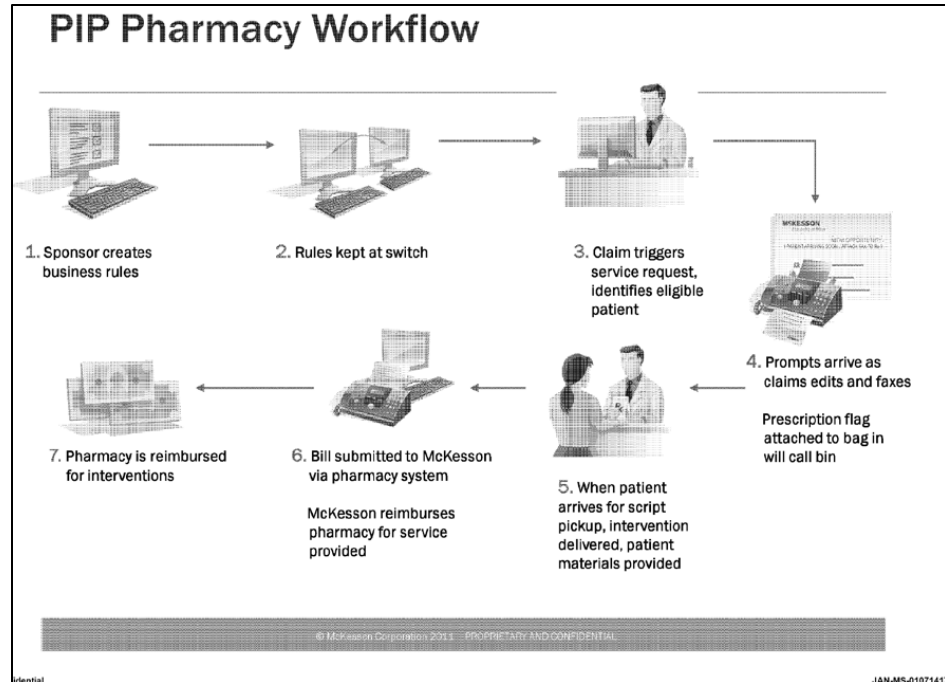 PIP Pharmacy Workflow
1. Sponsor creates
business rules
2. Rules kept at switch
3. Claim triggers
service request,
identifies eligible
patient
MCKESSON
4. Prompts arrive as
claims edits and faxes
Prescription flag
attached to bag in
will call bin
5. When patient
arrives for script
pickup, intervention
delivered, patient
materials provided
6. Bill submitted to McKesson
via pharmacy system
McKesson reimburses
pharmacy for service
provided
7. Pharmacy is reimbursed
for interventions
© McKesson Corporation 2011 PROPRIETARY AND CONFIDENTIAL
idential
JAN-MS-0107141